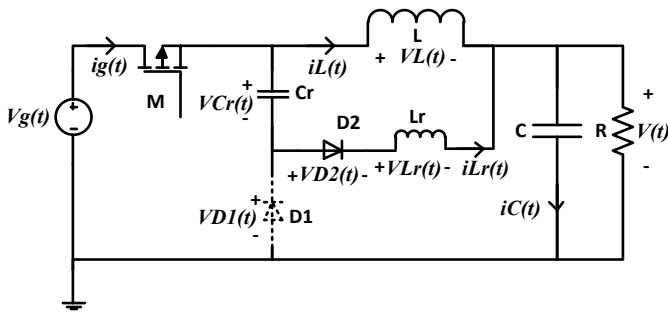 ig(t)
M
Vg(t)
+
-
iL(t)
L
+ VL(t) -
+
VCr(t)
-
Cr
D2
Lr
+VD2(t)- +VLr(t)- iLr(t)
+
VD1(t)
-
D1
C
iC(t)
R
+
V(t)
-